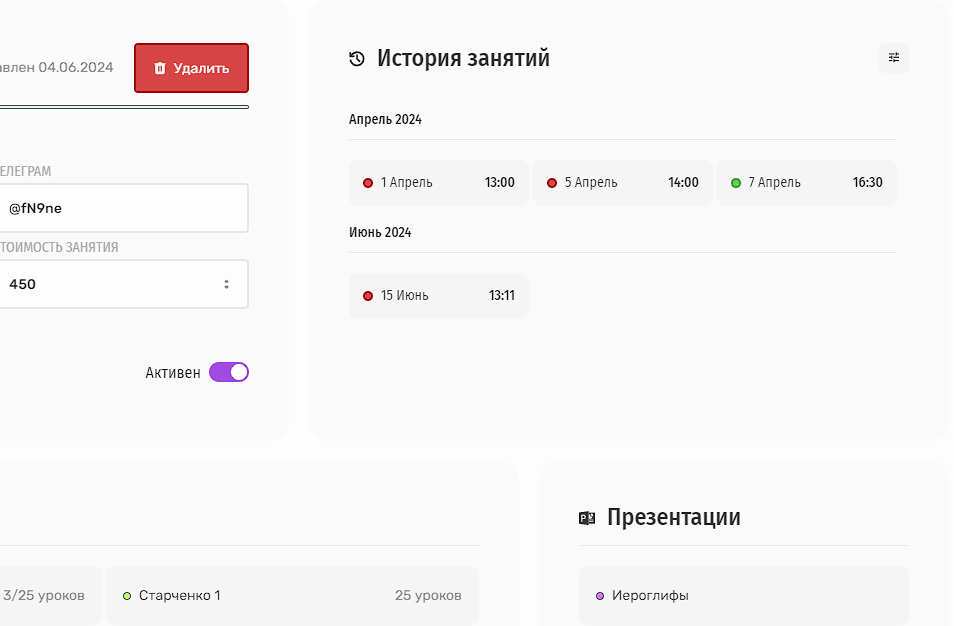 авлен 04.06.2024
Удалить
ЕЛЕГРАМ
@fN9ne
ТОИМОСТЬ ЗАНЯТИЯ
450
Активен
История занятий
Апрель 2024
1 Апрель 13:00
5 Апрель 14:00
7 Апрель 16:30
Июнь 2024
15 Июнь 13:11
3/25 уроков
Старченко 1 25 уроков
Презентации
Иероглифы